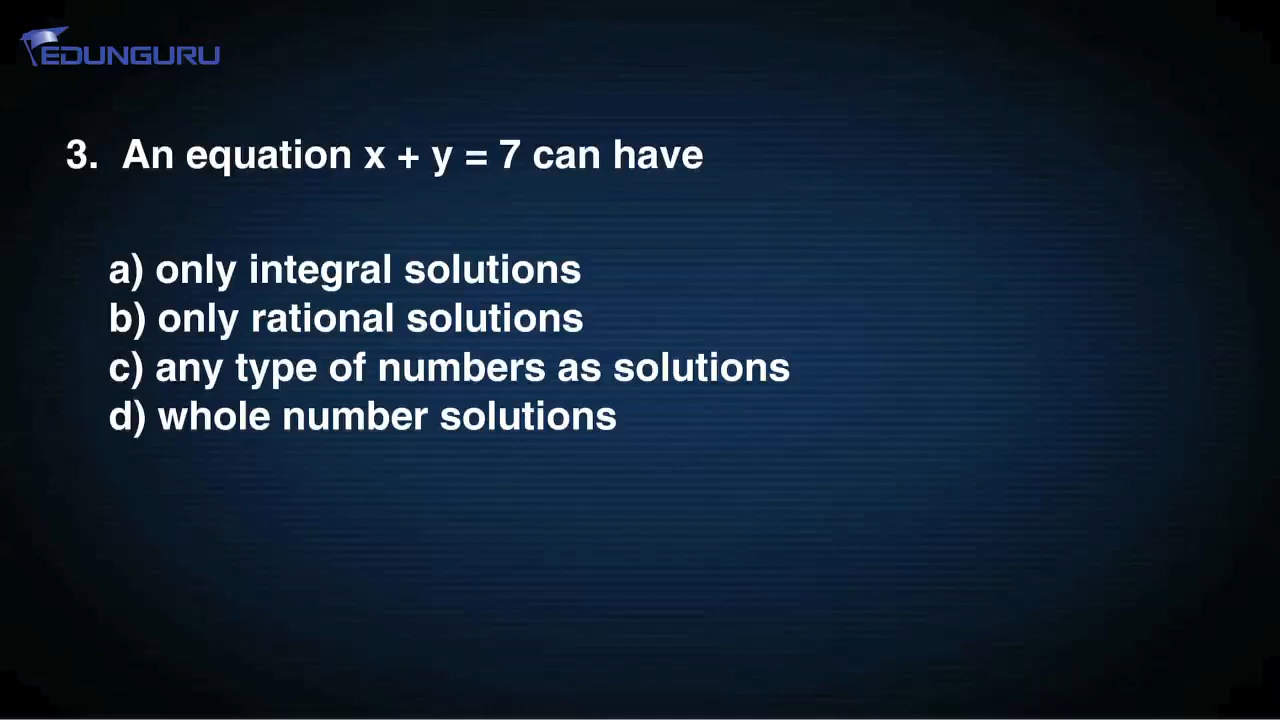 EDUNGURU
3. An equation x + y = 7 can have
a) only integral solutions
b) only rational solutions
c) any type of numbers as solutions
d) whole number solutions